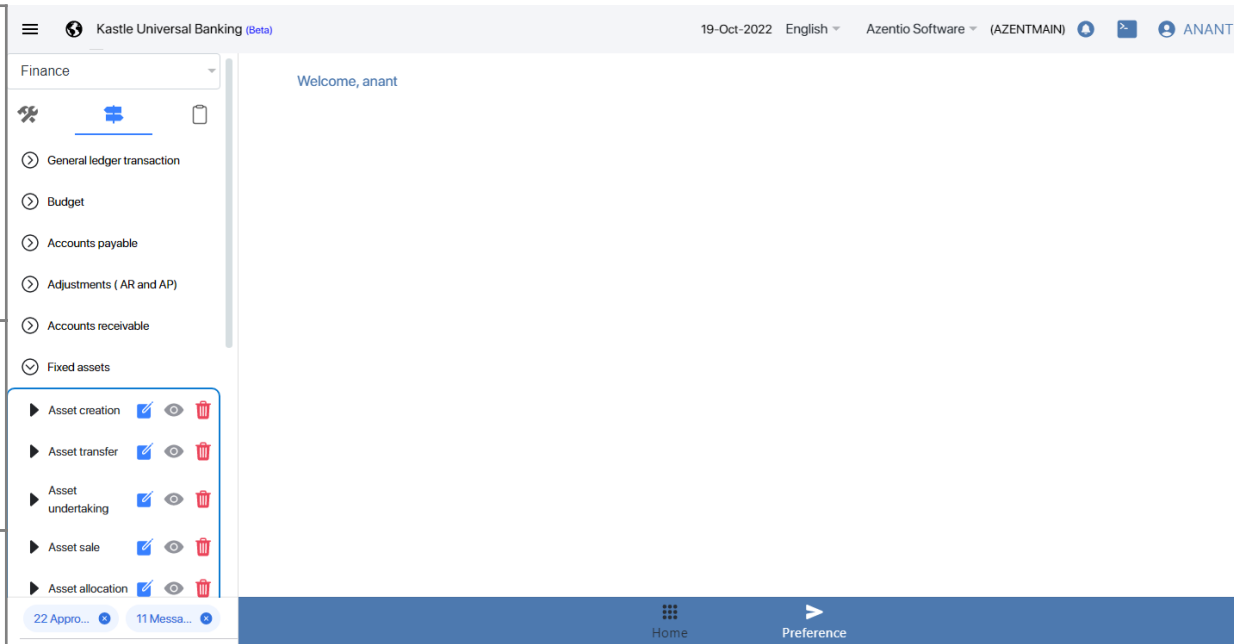 Kastle Universal Banking (Beta)
19-Oct-2022 English Azentio Software (AZENTMAIN) ANANT
Finance
Welcome, anant
General ledger transaction
Budget
Accounts payable
Adjustments ( AR and AP)
Accounts receivable
Fixed assets
Asset creation
Asset transfer
Asset
undertaking
Asset sale
Asset allocation
22 Appro... 11 Messa...
Home Preference